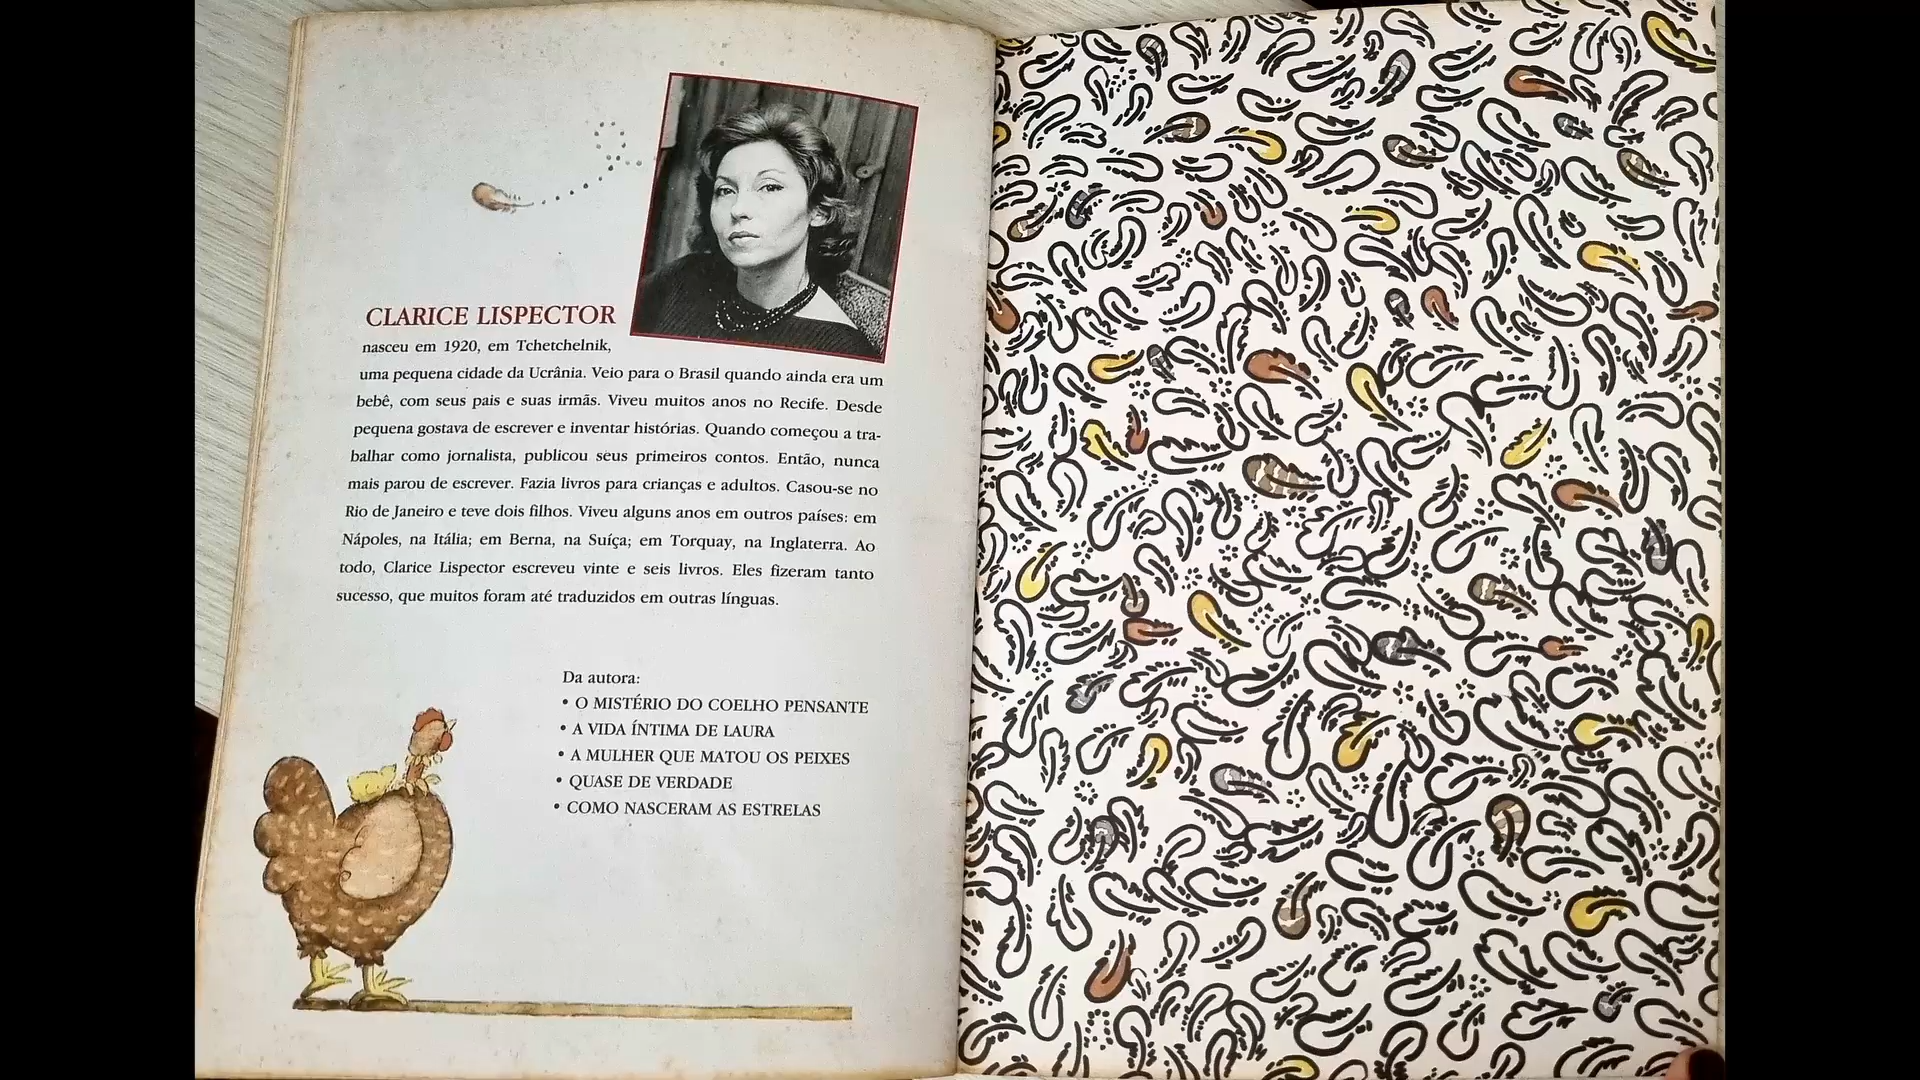 CLARICE LISPECTOR
nasceu em 1920, em Tchetchelnik,
uma pequena cidade da Ucrânia. Veio para o Brasil quando ainda era um
bebê, com seus pais e suas irmãs. Viveu muitos anos no Recife. Desde
pequena gostava de escrever e inventar histórias. Quando começou a tra-
balhar como jornalista, publicou seus primeiros contos. Então, nunca
mais parou de escrever. Fazia livros para crianças e adultos. Casou-se no
Rio de Janeiro e teve dois filhos. Viveu alguns anos em outros países: em
Nápoles, na Itália; em Berna, na Suíça; em Torquay, na Inglaterra. Ao
todo, Clarice Lispector escreveu vinte e seis livros. Eles fizeram tanto
sucesso, que muitos foram até traduzidos em outras línguas.
Da autora:
• O MISTÉRIO DO COELHO PENSANTE
• A VIDA ÍNTIMA DE LAURA
• A MULHER QUE MATOU OS PEIXES
• QUASE DE VERDADE
• COMO NASCERAM AS ESTRELAS